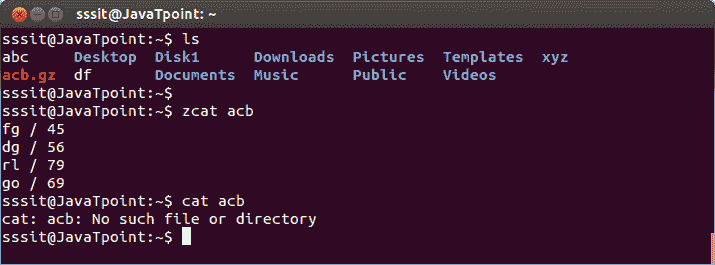 sssit@JavaTpoint: ~
sssit@JavaTpoint:~$ ls
abc Desktop Disk1 Downloads Pictures Templates xyz
acb.gz df Documents Music Public Videos
sssit@JavaTpoint:~$
sssit@JavaTpoint:~$ zcat acb
fg / 45
dg / 56
rl / 79
go / 69
sssit@JavaTpoint:~$ cat acb
cat: acb: No such file or directory
sssit@JavaTpoint:~$